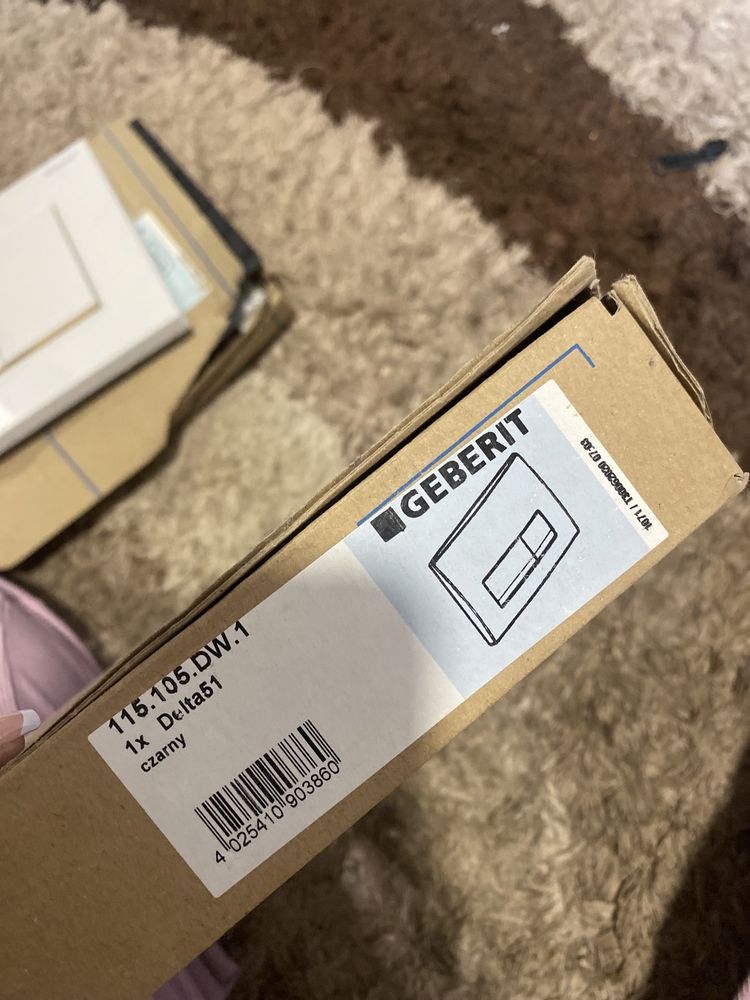 GEBERIT
115.105.DW.1
1x Delta51
czarny
4 025410 903860